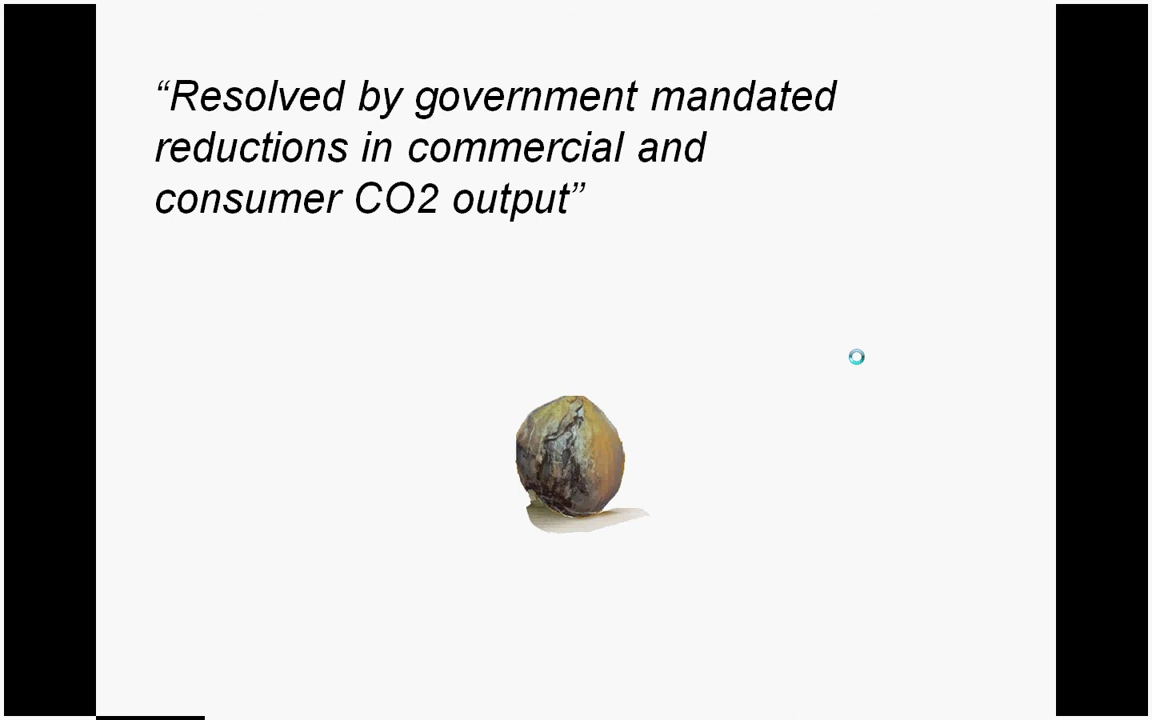 “Resolved by government mandated
reductions in commercial and
consumer CO2 output”